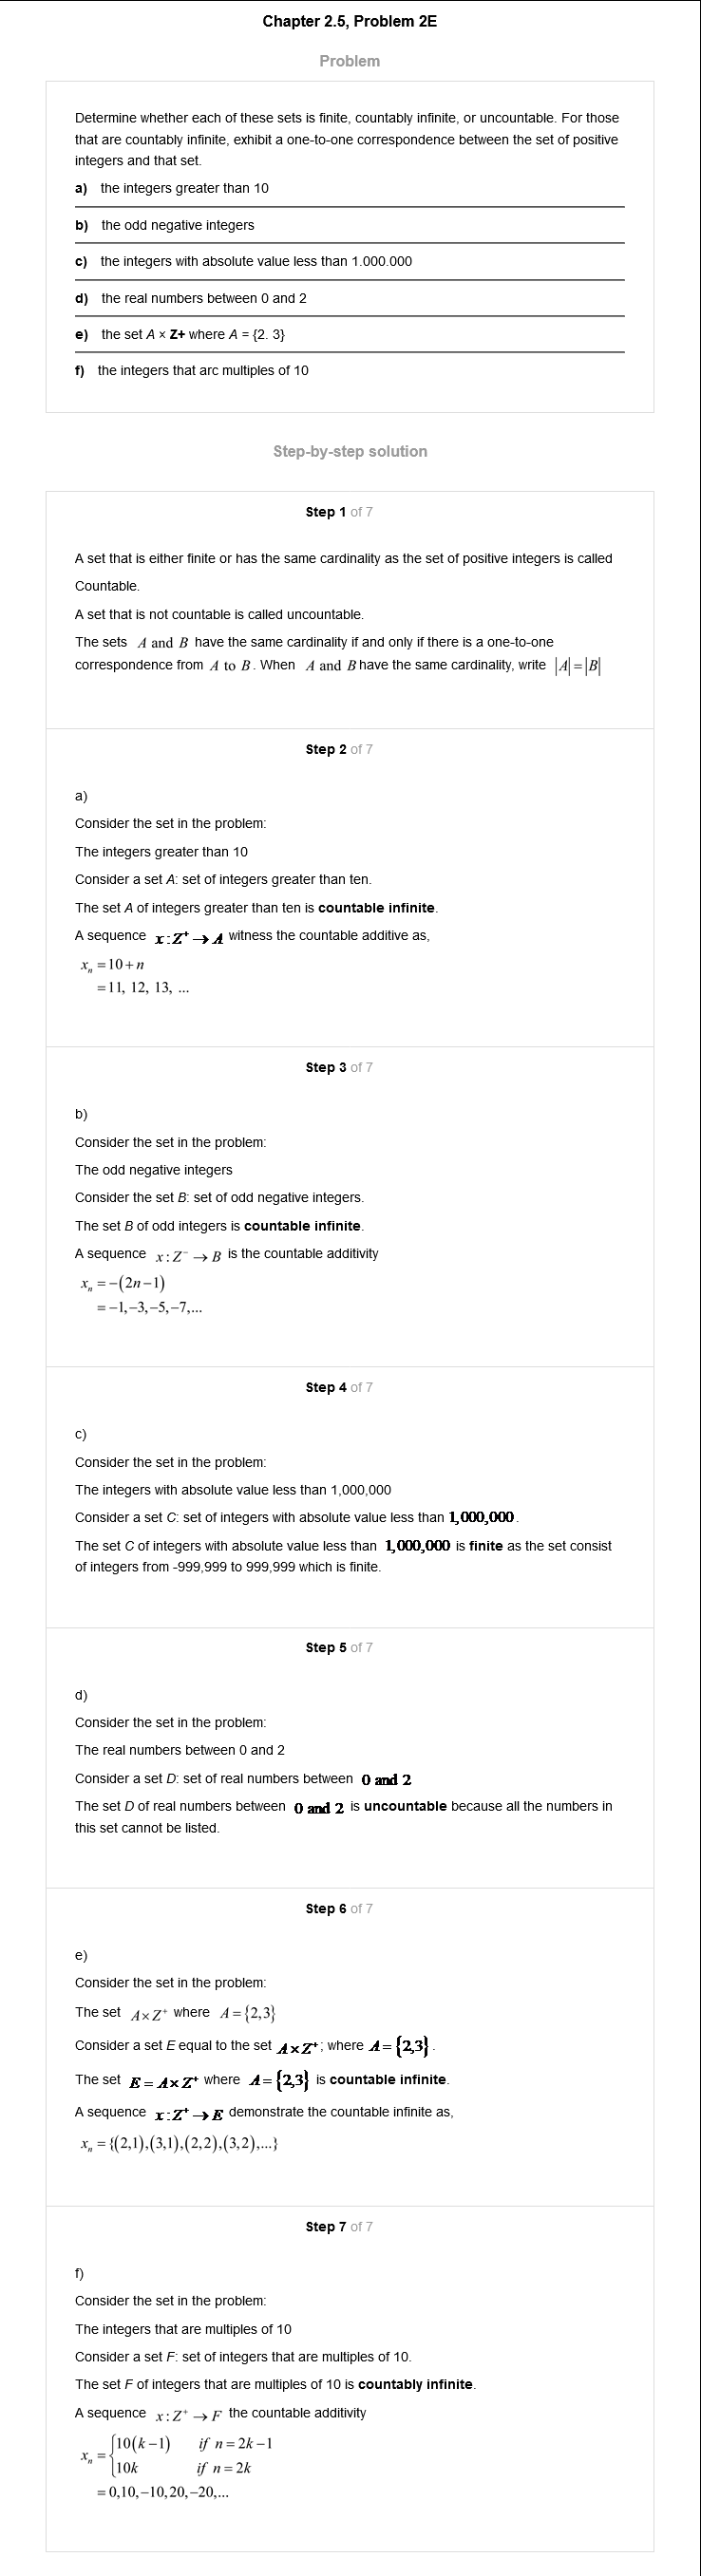 Chapter 2.5, Problem 2E
Problem
Determine whether each of these sets is finite, countably infinite, or uncountable. For those
that are countably infinite, exhibit a one-to-one correspondence between the set of positive
integers and that set.
a) the integers greater than 10
b) the odd negative integers
c) the integers with absolute value less than 1.000.000
d) the real numbers between 0 and 2
e) the set A × Z+ where A = {2. 3}
f) the integers that arc multiples of 10
Step-by-step solution
Step 1 of 7
A set that is either finite or has the same cardinality as the set of positive integers is called
Countable.
A set that is not countable is called uncountable.
The sets A and B have the same cardinality if and only if there is a one-to-one
correspondence from A to B. When A and B have the same cardinality, write |A|=|B|
Step 2 of 7
a)
Consider the set in the problem:
The integers greater than 10
Consider a set A: set of integers greater than ten.
The set A of integers greater than ten is countable infinite.
A sequence x:Z⁺→A witness the countable additive as,
xₙ =10+n
=11, 12, 13, ...
Step 3 of 7
b)
Consider the set in the problem:
The odd negative integers
Consider the set B: set of odd negative integers.
The set B of odd integers is countable infinite.
A sequence x:Z⁻→B is the countable additivity
xₙ =−(2n−1)
=−1,−3,−5,−7,...
Step 4 of 7
c)
Consider the set in the problem:
The integers with absolute value less than 1,000,000
Consider a set C: set of integers with absolute value less than 1,000,000.
The set C of integers with absolute value less than 1,000,000 is finite as the set consist
of integers from -999,999 to 999,999 which is finite.
Step 5 of 7
d)
Consider the set in the problem:
The real numbers between 0 and 2
Consider a set D: set of real numbers between 0 and 2
The set D of real numbers between 0 and 2 is uncountable because all the numbers in
this set cannot be listed.
Step 6 of 7
e)
Consider the set in the problem:
The set A×Z⁺ where A={2,3}
Consider a set E equal to the set A×Z⁺; where A={2,3}.
The set E=A×Z⁺ where A={2,3} is countable infinite.
A sequence x:Z⁺→E demonstrate the countable infinite as,
xₙ ={(2,1),(3,1),(2,2),(3,2),...}
Step 7 of 7
f)
Consider the set in the problem:
The integers that are multiples of 10
Consider a set F: set of integers that are multiples of 10.
The set F of integers that are multiples of 10 is countably infinite.
A sequence x:Z⁺→F the countable additivity
xₙ = {10(k−1) if n=2k−1
10k if n=2k
=0,10,−10,20,−20,...